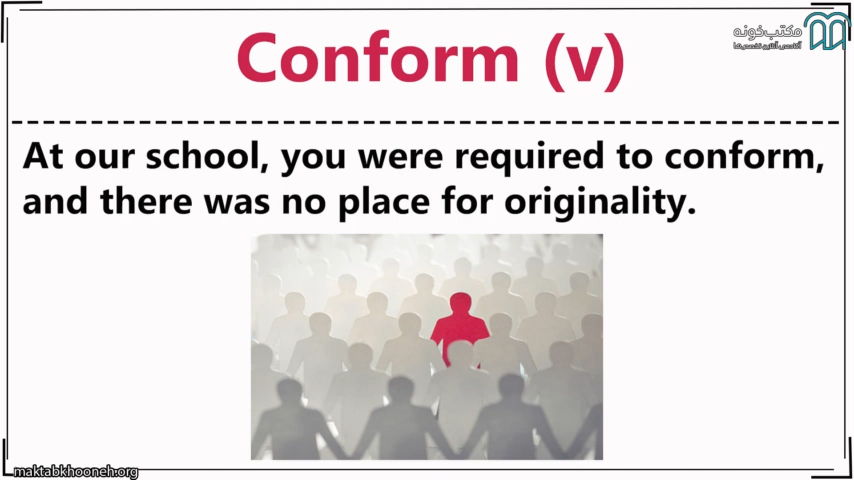 مکتب‌خونه
آکادمی آنلاین تخصص‌ها
Conform (v)
At our school, you were required to conform,
and there was no place for originality.
maktabkhooneh.org